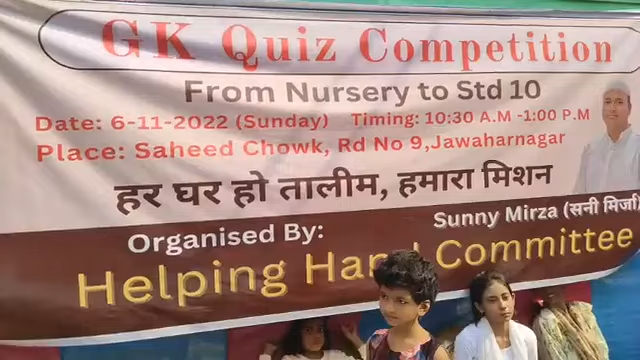 GK Quiz Competition
From Nursery to Std 10
Date: 6-11-2022 (Sunday) Timing: 10:30 A.M -1:00 P.M
Place: Saheed Chowk, Rd No 9,Jawaharnagar
हर घर हो तालीम, हमारा मिशन
Sunny Mirza (सनी मिर्जा)
Organised By:
Helping Hand Committee